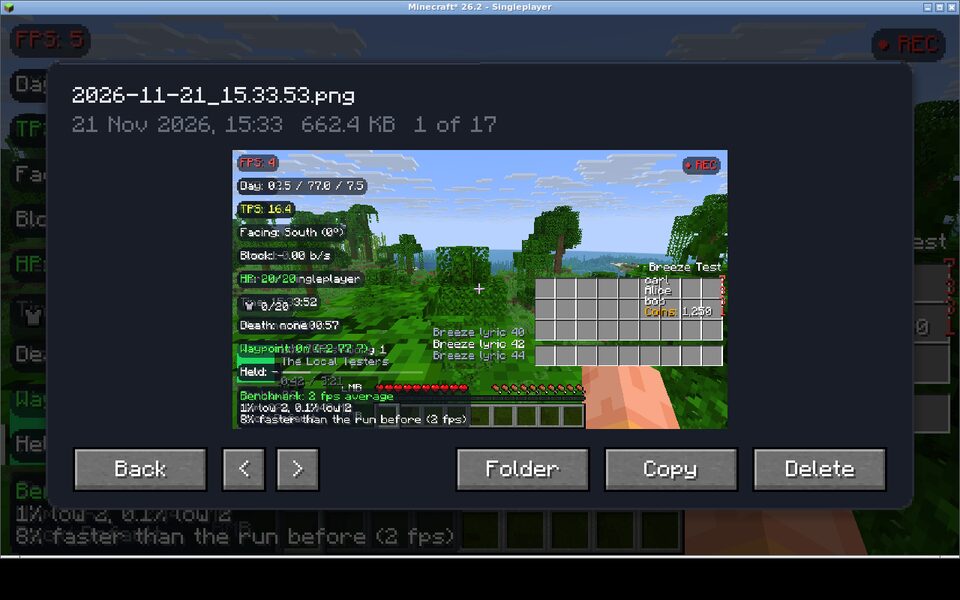 Minecraft* 26.2 - Singleplayer
FPS: 5
REC
2026-11-21_15.33.53.png
21 Nov 2026, 15:33 662.4 KB 1 of 17
FPS: 4
REC
Day: / 77.0 / 7.5
TPS: 16.4
Facing: South (0°)
Block: 0.00 b/s
HP: 20/20
3:52
0/20
Death: none
Breeze Test
carl
Alice
bob
Coins: 1,250
Breeze lyric 40
Breeze lyric 42
Breeze lyric 44
Waypoint
The Local Testers
Held: -
LMB
Benchmark: 2 fps average
1% low 2, 0.1% low 2
8% faster than the run before (2 fps)
Back
<
>
Folder
Copy
Delete
1% low 2, 0.1% low 2
8% faster than the run before (2 fps)